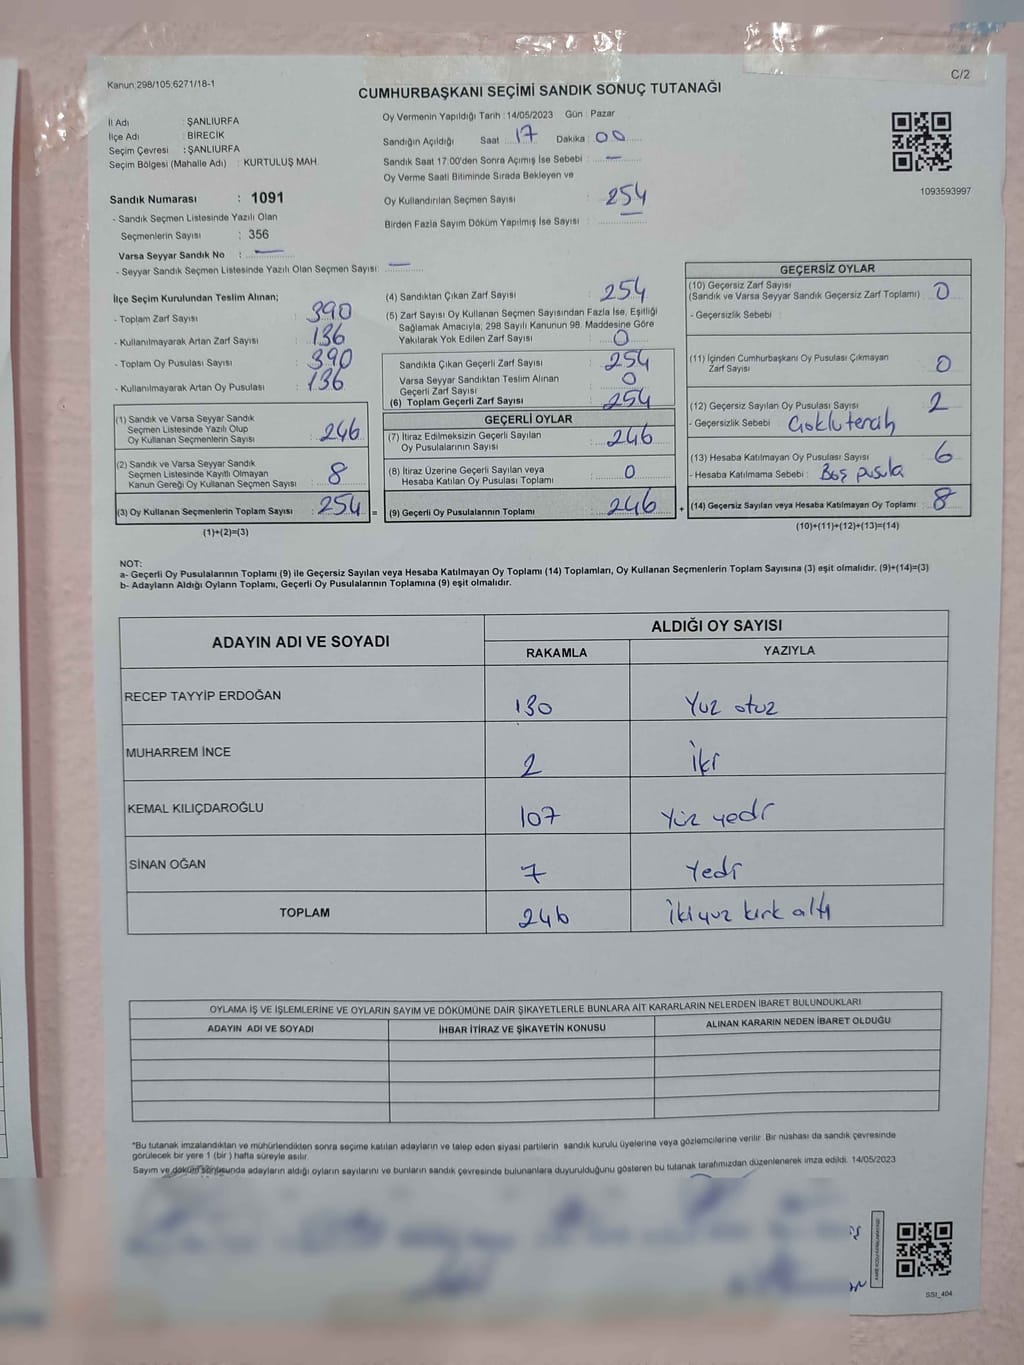 Kanun:298/105;6271/18-1
C/2
CUMHURBAŞKANI SEÇİMİ SANDIK SONUÇ TUTANAĞI
İl Adı : ŞANLIURFA
İlçe Adı : BİRECİK
Seçim Çevresi : ŞANLIURFA
Seçim Bölgesi (Mahalle Adı) : KURTULUŞ MAH.
Sandık Numarası : 1091
- Sandık Seçmen Listesinde Yazılı Olan
Seçmenlerin Sayısı : 356
Varsa Seyyar Sandık No : —
- Seyyar Sandık Seçmen Listesinde Yazılı Olan Seçmen Sayısı: —
Oy Vermenin Yapıldığı Tarih : 14/05/2023 Gün : Pazar
Sandığın Açıldığı Saat 17 Dakika 00
Sandık Saat 17:00'den Sonra Açımış İse Sebebi : —
Oy Verme Saati Bitiminde Sırada Bekleyen ve
Oy Kullandırılan Seçmen Sayısı : 254
Birden Fazla Sayım Döküm Yapılmış İse Sayısı :
1093593997
İlçe Seçim Kurulundan Teslim Alınan;
- Toplam Zarf Sayısı : 390
- Kullanılmayarak Artan Zarf Sayısı : 136
- Toplam Oy Pusulası Sayısı : 390
- Kullanılmayarak Artan Oy Pusulası : 136
(1) Sandık ve Varsa Seyyar Sandık
Seçmen Listesinde Yazılı Olup
Oy Kullanan Seçmenlerin Sayısı : 246
(2) Sandık ve Varsa Seyyar Sandık
Seçmen Listesinde Kayıtlı Olmayan
Kanun Gereği Oy Kullanan Seçmen Sayısı : 8
(3) Oy Kullanan Seçmenlerin Toplam Sayısı : 254 =
(1)+(2)=(3)
(4) Sandıktan Çıkan Zarf Sayısı : 254
(5) Zarf Sayısı Oy Kullanan Seçmen Sayısından Fazla İse, Eşitliği
Sağlamak Amacıyla; 298 Sayılı Kanunun 98. Maddesine Göre
Yakılarak Yok Edilen Zarf Sayısı : 0
Sandıkta Çıkan Geçerli Zarf Sayısı : 254
Varsa Seyyar Sandıktan Teslim Alınan
Geçerli Zarf Sayısı : 0
(6) Toplam Geçerli Zarf Sayısı : 254
GEÇERLİ OYLAR
(7) İtiraz Edilmeksizin Geçerli Sayılan
Oy Pusulalarının Sayısı : 246
(8) İtiraz Üzerine Geçerli Sayılan veya
Hesaba Katılan Oy Pusulası Toplamı : 0
(9) Geçerli Oy Pusulalarının Toplamı : 246 +
GEÇERSİZ OYLAR
(10) Geçersiz Zarf Sayısı
(Sandık ve Varsa Seyyar Sandık Geçersiz Zarf Toplamı) : 0
- Geçersizlik Sebebi :
(11) İçinden Cumhurbaşkanı Oy Pusulası Çıkmayan
Zarf Sayısı : 0
(12) Geçersiz Sayılan Oy Pusulası Sayısı : 2
- Geçersizlik Sebebi : Çoklu tercih
(13) Hesaba Katılmayan Oy Pusulası Sayısı : 6
- Hesaba Katılmama Sebebi : Boş pusula
(14) Geçersiz Sayılan veya Hesaba Katılmayan Oy Toplamı : 8
(10)+(11)+(12)+(13)=(14)
NOT:
a- Geçerli Oy Pusulalarının Toplamı (9) ile Geçersiz Sayılan veya Hesaba Katılmayan Oy Toplamı (14) Toplamları, Oy Kullanan Seçmenlerin Toplam Sayısına (3) eşit olmalıdır. (9)+(14)=(3)
b- Adayların Aldığı Oyların Toplamı, Geçerli Oy Pusulalarının Toplamına (9) eşit olmalıdır.
ADAYIN ADI VE SOYADI
ALDIĞI OY SAYISI
RAKAMLA YAZIYLA
RECEP TAYYİP ERDOĞAN 130 Yüz otuz
MUHARREM İNCE 2 İki
KEMAL KILIÇDAROĞLU 107 Yüz yedi
SİNAN OĞAN 7 Yedi
TOPLAM 246 İkiyüz kırk altı
OYLAMA İŞ VE İŞLEMLERİNE VE OYLARIN SAYIM VE DÖKÜMÜNE DAİR ŞİKAYETLERLE BUNLARA AİT KARARLARIN NELERDEN İBARET BULUNDUKLARI
ADAYIN ADI VE SOYADI İHBAR İTİRAZ VE ŞİKAYETİN KONUSU ALINAN KARARIN NEDEN İBARET OLDUĞU
*Bu tutanak imzalandıktan ve mühürlendikten sonra seçime katılan adayların ve talep eden siyasi partilerin sandık kurulu üyelerine veya gözlemcilerine verilir. Bir nüshası da sandık çevresinde
görülecek bir yere 1 (bir ) hafta süreyle asılır.
Sayım ve döküm sonusunda adayların aldığı oyların sayılarını ve bunların sandık çevresinde bulunanlara duyurulduğunu gösteren bu tutanak tarafımızdan düzenlenerek imza edildi. 14/05/2023
SSI_404